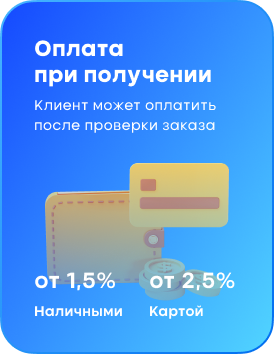 Оплата
при получении
Клиент может оплатить
после проверки заказа
от 1,5% от 2,5%
Наличными Картой